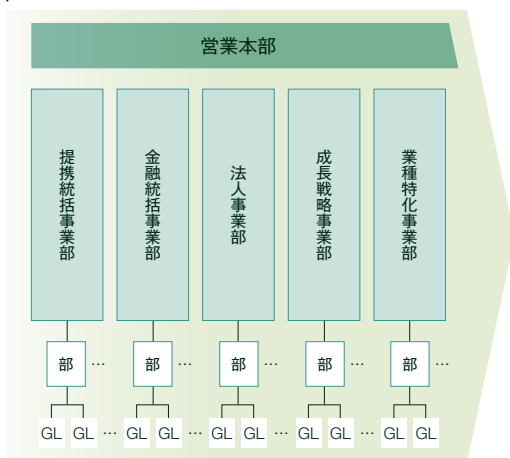 営業本部
提携統括事業部
金融統括事業部
法人事業部
成長戦略事業部
業種特化事業部
部 … 部 … 部 … 部 … 部 …
GL GL … GL GL … GL GL … GL GL … GL GL